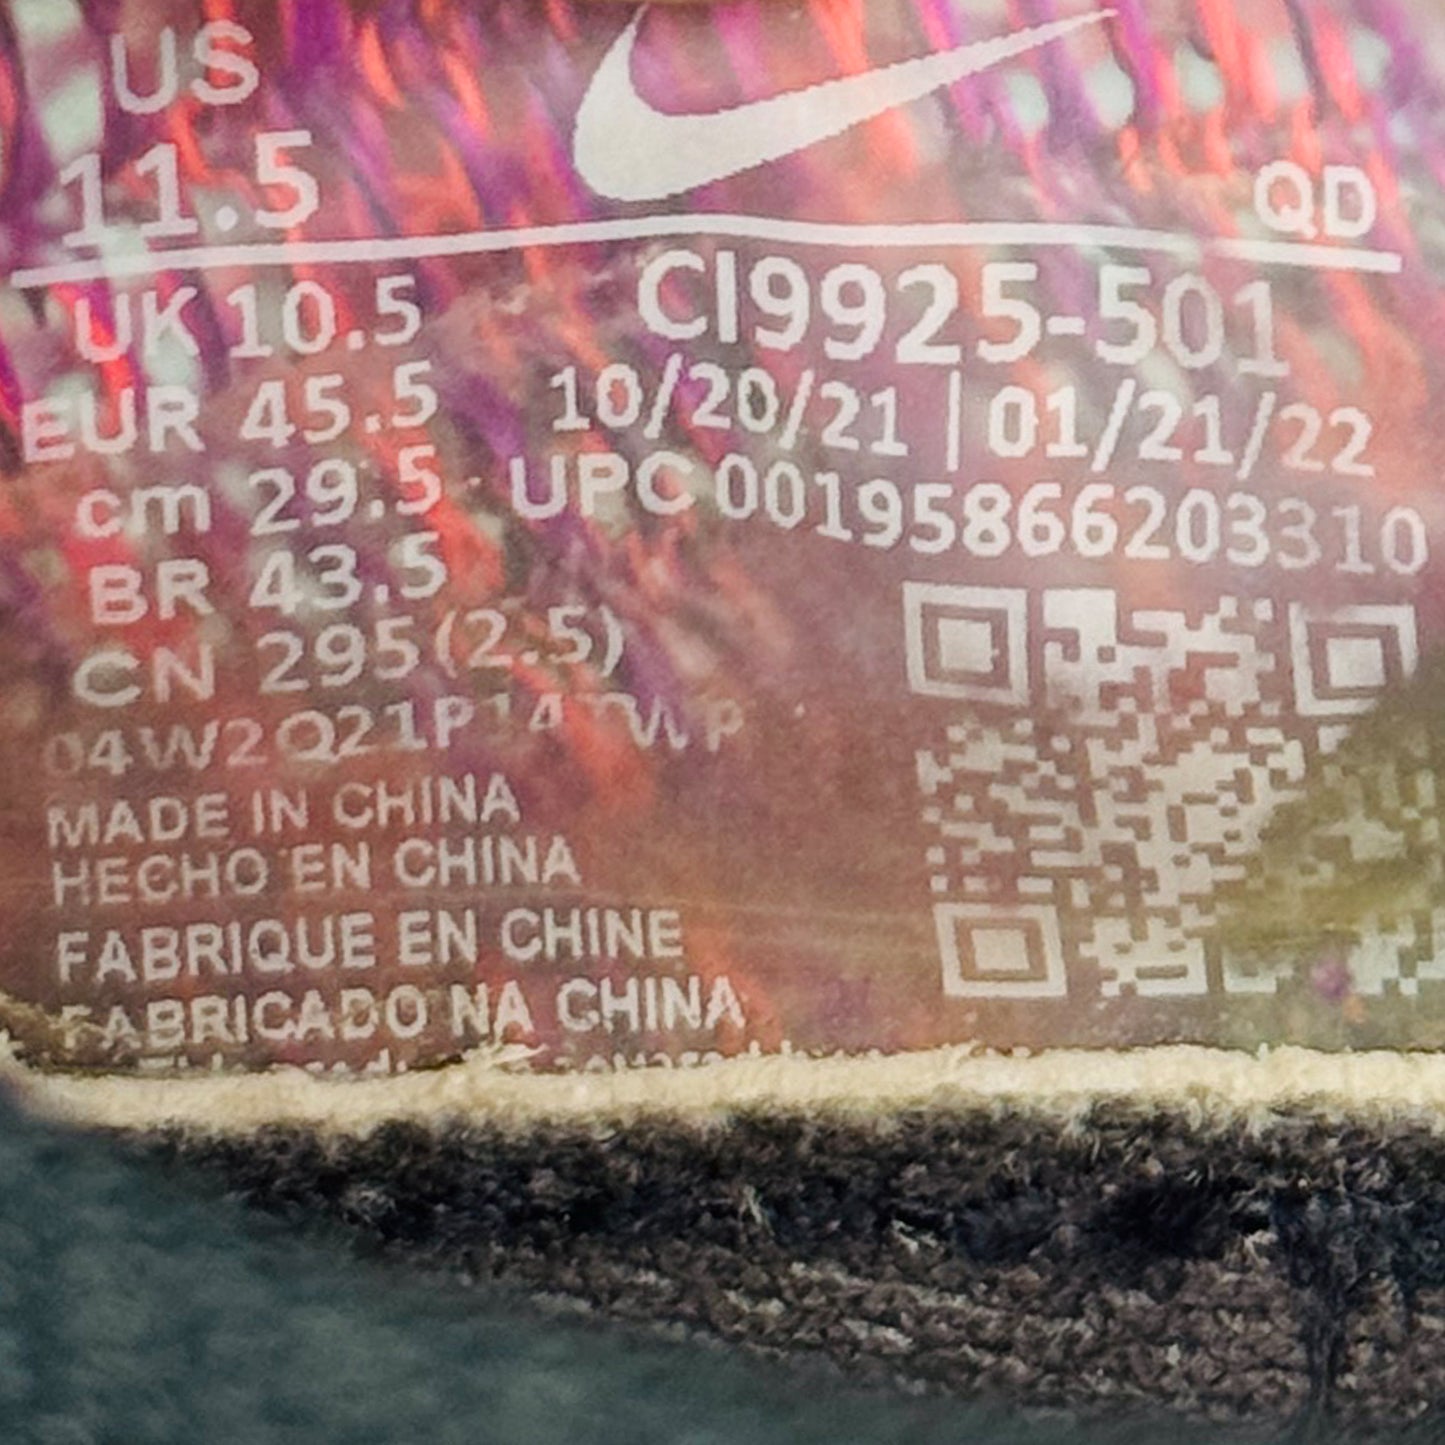 US
11.5
QD
UK 10.5
CI9925-501
EUR 45.5
10/20/21 | 01/21/22
cm 29.5
UPC 00195866203310
BR 43.5
CN 295(2.5)
MADE IN CHINA
HECHO EN CHINA
FABRIQUE EN CHINE
FABRICADO NA CHINA